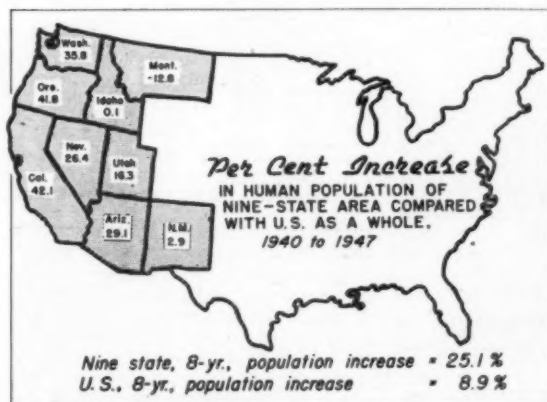 Wash.
35.8
Mont.
-12.8
Ore.
41.8
Idaho
0.1
Nev.
26.4
Utah
16.3
Cal.
42.1
Ariz.
29.1
N.M.
2.9
Per Cent Increase
IN HUMAN POPULATION OF
NINE-STATE AREA COMPARED
WITH U.S. AS A WHOLE.
1940 to 1947
Nine state, 8-yr., population increase = 25.1 %
U.S., 8-yr., population increase = 8.9 %